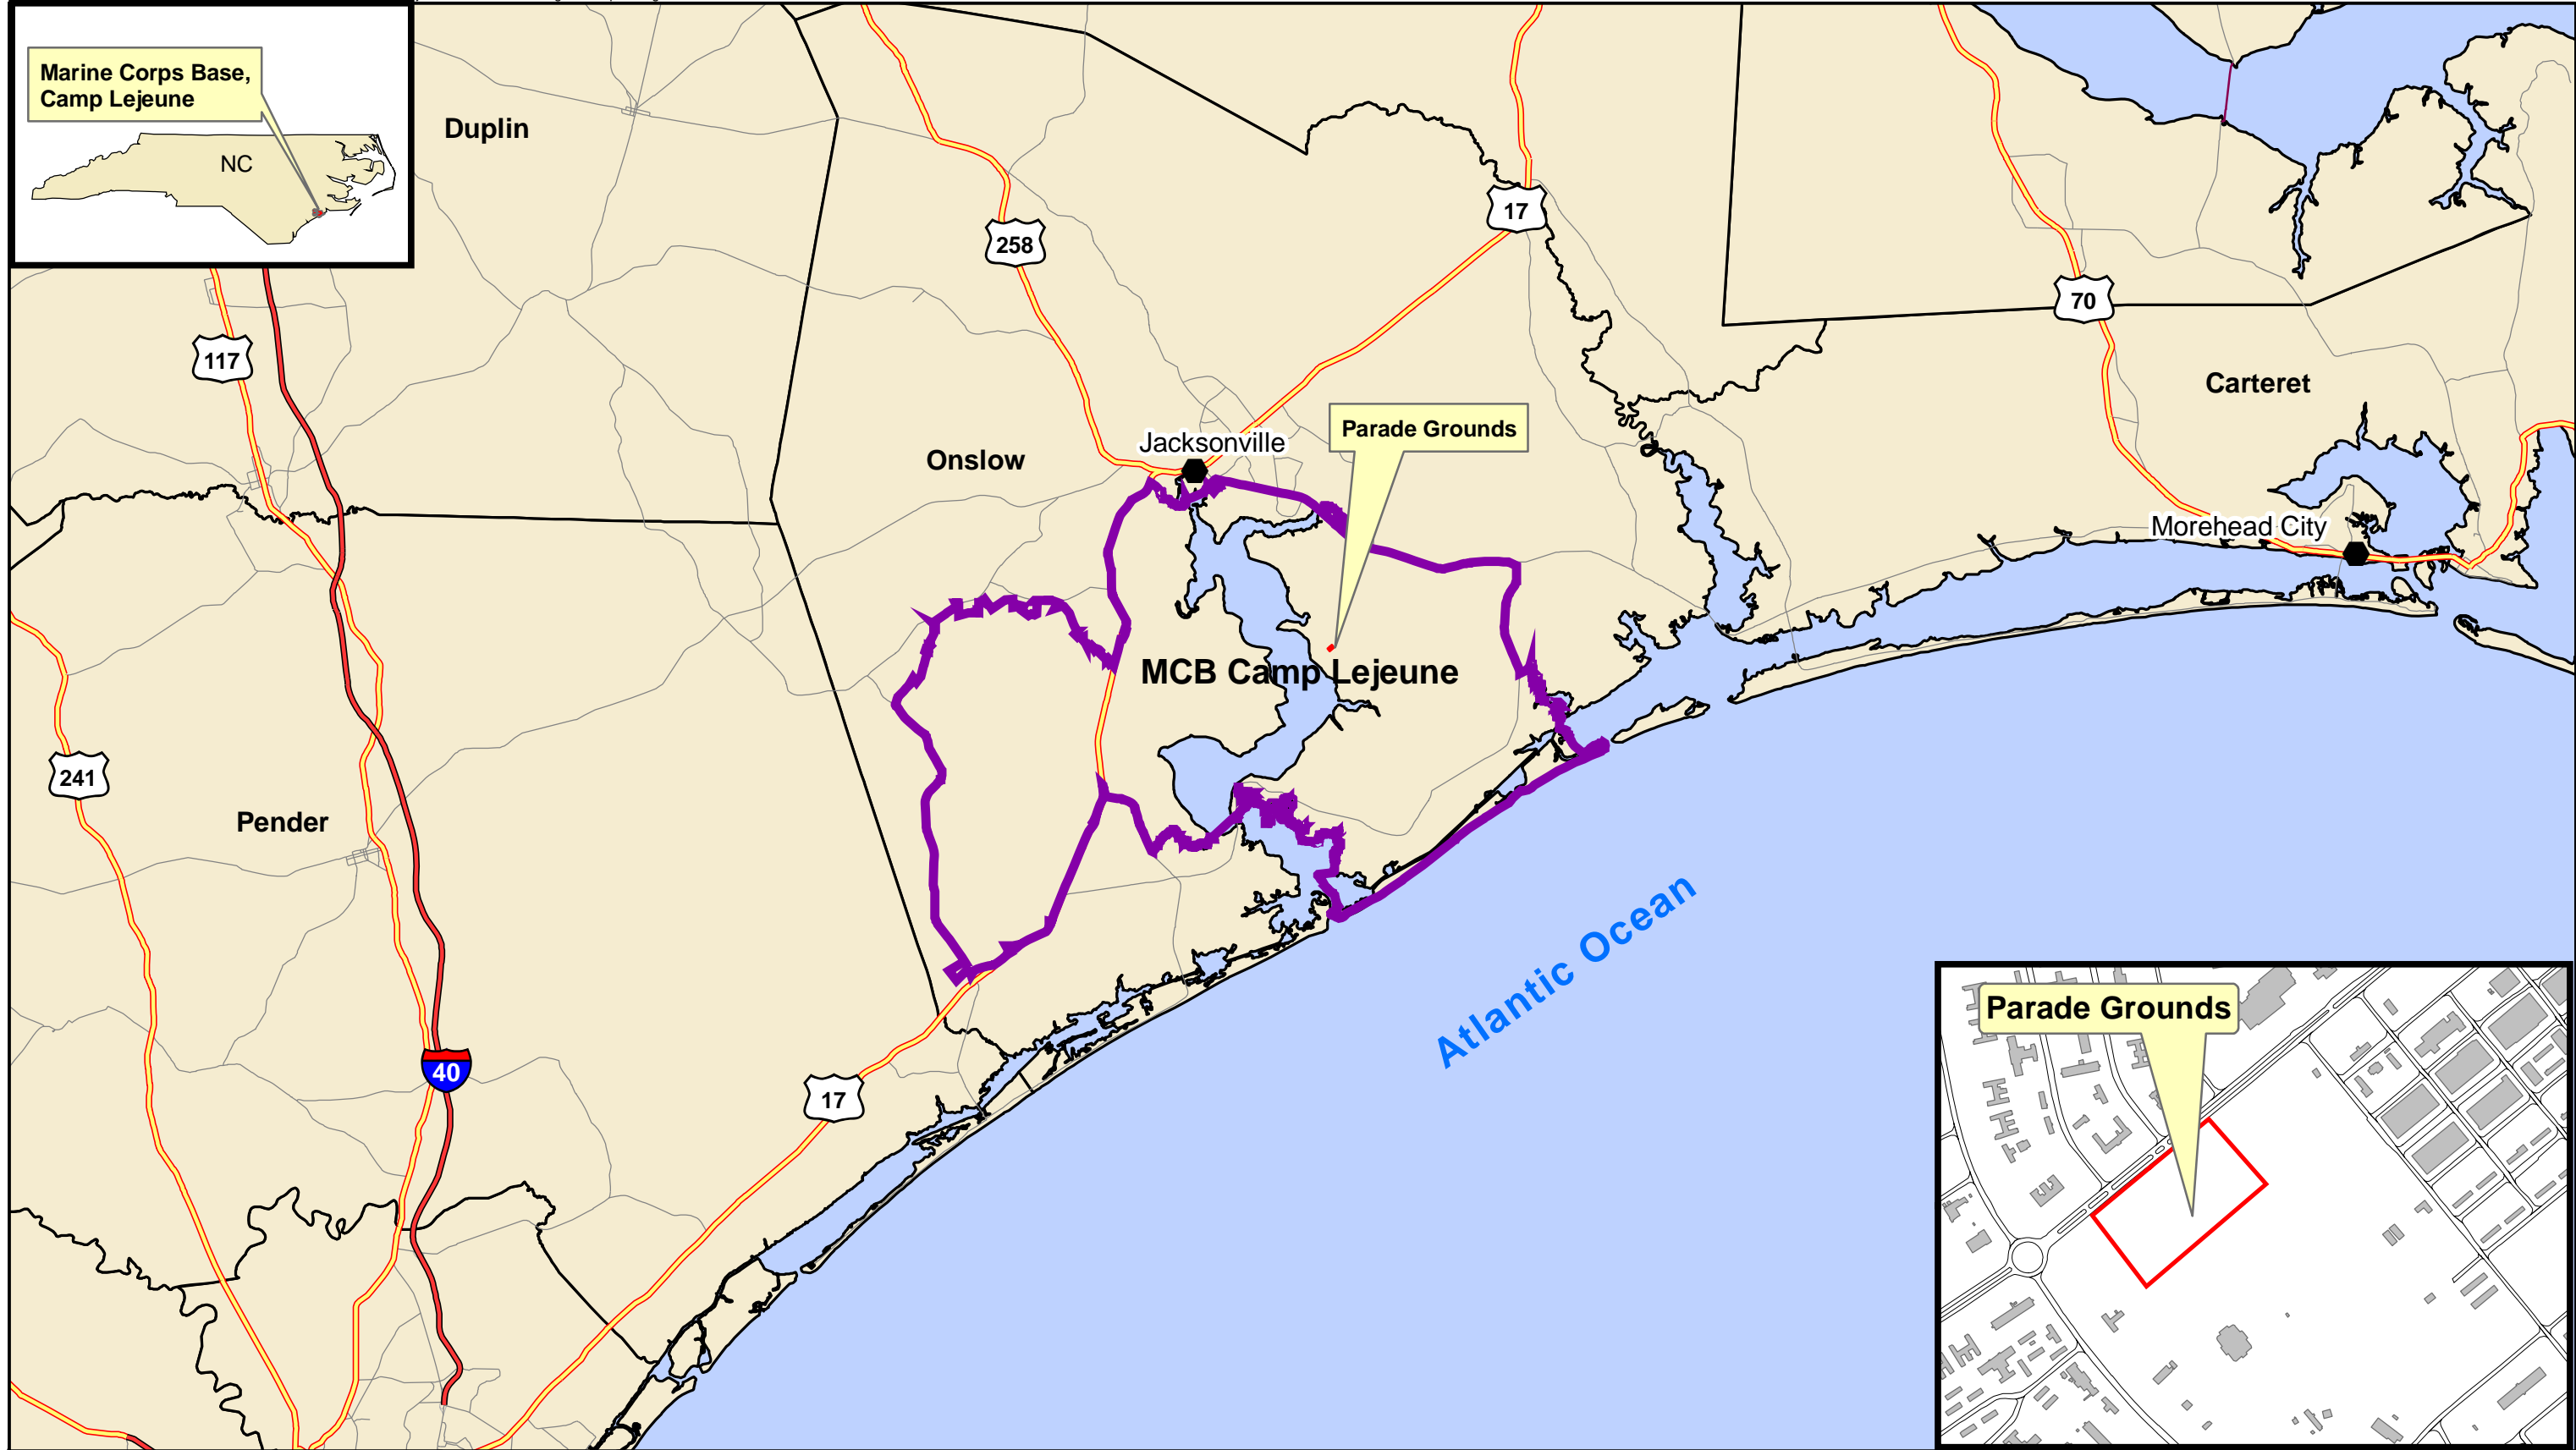 Marine Corps Base,
Camp Lejeune
NC
Duplin
258
17
70
117
Carteret
Parade Grounds
Jacksonville
Onslow
Morehead City
MCB Camp Lejeune
241
Pender
Atlantic Ocean
40
17
Parade Grounds